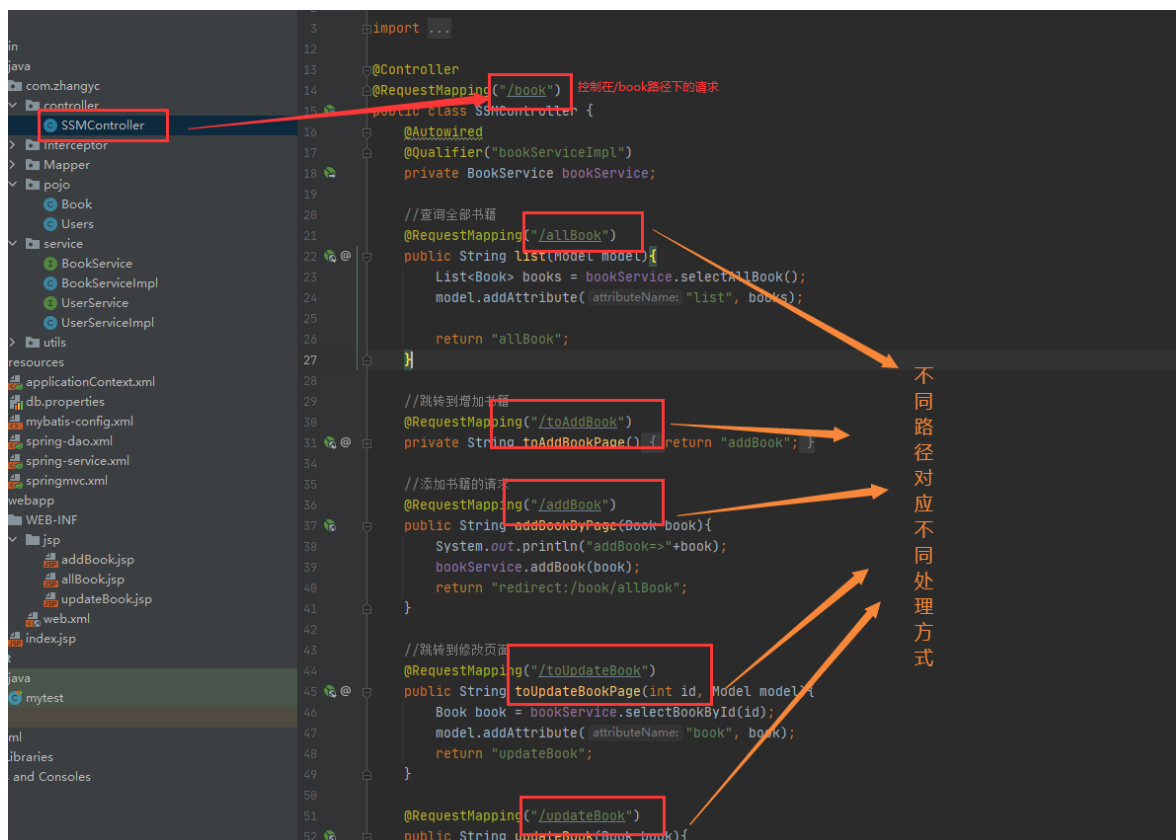 in
java
com.zhangyc
controller
SSMController
Interceptor
Mapper
pojo
Book
Users
service
BookService
BookServiceImpl
UserService
UserServiceImpl
utils
resources
applicationContext.xml
db.properties
mybatis-config.xml
spring-dao.xml
spring-service.xml
springmvc.xml
webapp
WEB-INF
jsp
addBook.jsp
allBook.jsp
updateBook.jsp
web.xml
index.jsp
t
java
mytest
ml
Libraries
and Consoles
3 import ...
12
13 @Controller
14 @RequestMapping("/book") 控制在/book路径下的请求
15 public class SSMController {
16 @Autowired
17 @Qualifier("bookServiceImpl")
18 private BookService bookService;
19
20 //查询全部书籍
21 @RequestMapping("/allBook")
22 @ public String list(Model model){
23 List<Book> books = bookService.selectAllBook();
24 model.addAttribute( attributeName: "list", books);
25
26 return "allBook";
27 }
28
29 //跳转到增加书籍
30 @RequestMapping("/toAddBook")
31 @ private String toAddBookPage() { return "addBook"; }
34
35 //添加书籍的请求
36 @RequestMapping("/addBook")
37 public String addBookByPage(Book book){
38 System.out.println("addBook=>"+book);
39 bookService.addBook(book);
40 return "redirect:/book/allBook";
41 }
42
43 //跳转到修改页面
44 @RequestMapping("/toUpdateBook")
45 @ public String toUpdateBookPage(int id, Model model){
46 Book book = bookService.selectBookById(id);
47 model.addAttribute( attributeName: "book", book);
48 return "updateBook";
49 }
50
51 @RequestMapping("/updateBook")
52 public String updateBook(Book book){
不同路径对应不同处理方式